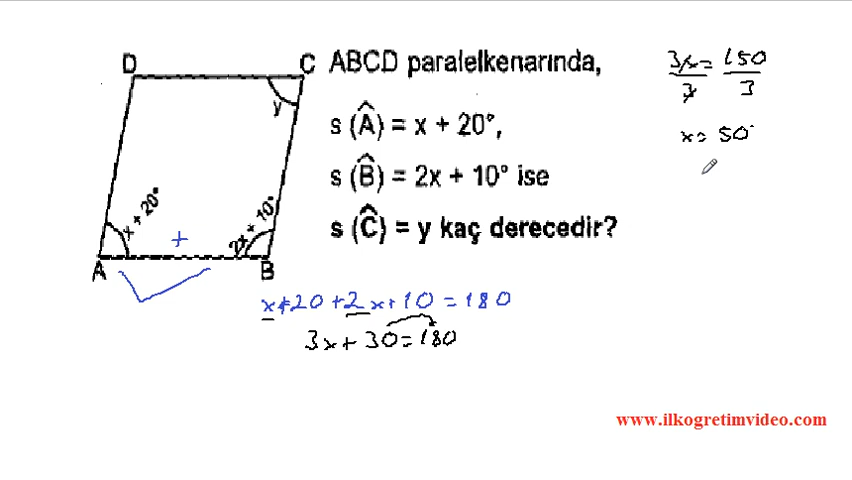 D
C
ABCD paralelkenarında,
y
s(Â) = x + 20°,
s(B̂) = 2x + 10° ise
s(Ĉ) = y kaç derecedir?
x + 20°
+
2x + 10°
A
B
3x = 150
3 3
x = 50°
x+20 + 2x+10 = 180
3x + 30 = 180
www.ilkogretimvideo.com